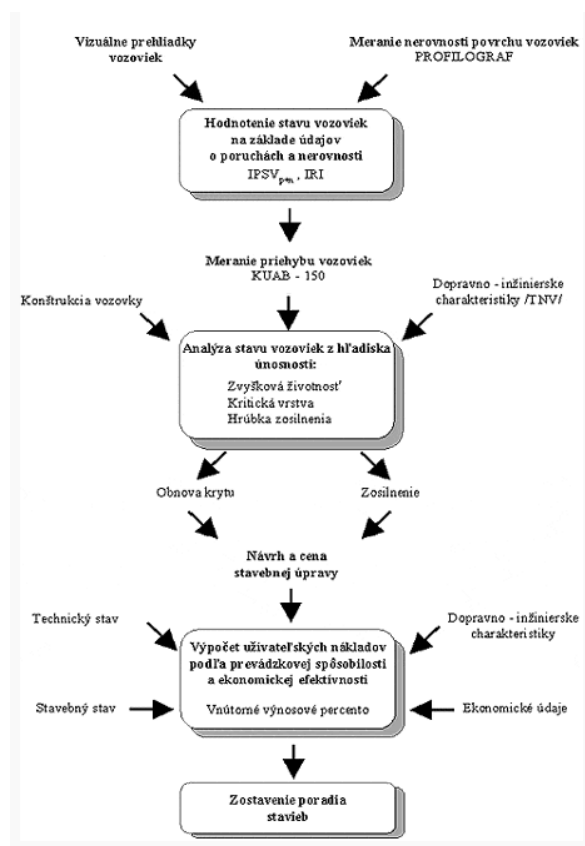 Vizuálne prehliadky
vozoviek
Meranie nerovnosti povrchu vozoviek
PROFILOGRAF
Hodnotenie stavu vozoviek
na základe údajov
o poruchách a nerovnosti
IPSVp+n , IRI
Meranie priehybu vozoviek
KUAB - 150
Konštrukcia vozovky
Dopravno - inžinierske
charakteristiky /TNV/
Analýza stavu vozoviek z hľadiska
únosnosti:
Zvyšková životnosť
Kritická vrstva
Hrúbka zosilnenia
Obnova krytu
Zosilnenie
Návrh a cena
stavebnej úpravy
Technický stav
Dopravno - inžinierske
charakteristiky
Výpočet užívateľských nákladov
podľa prevádzkovej spôsobilosti
a ekonomickej efektívnosti
Vnútorné výnosové percento
Stavebný stav
Ekonomické údaje
Zostavenie poradia
stavieb